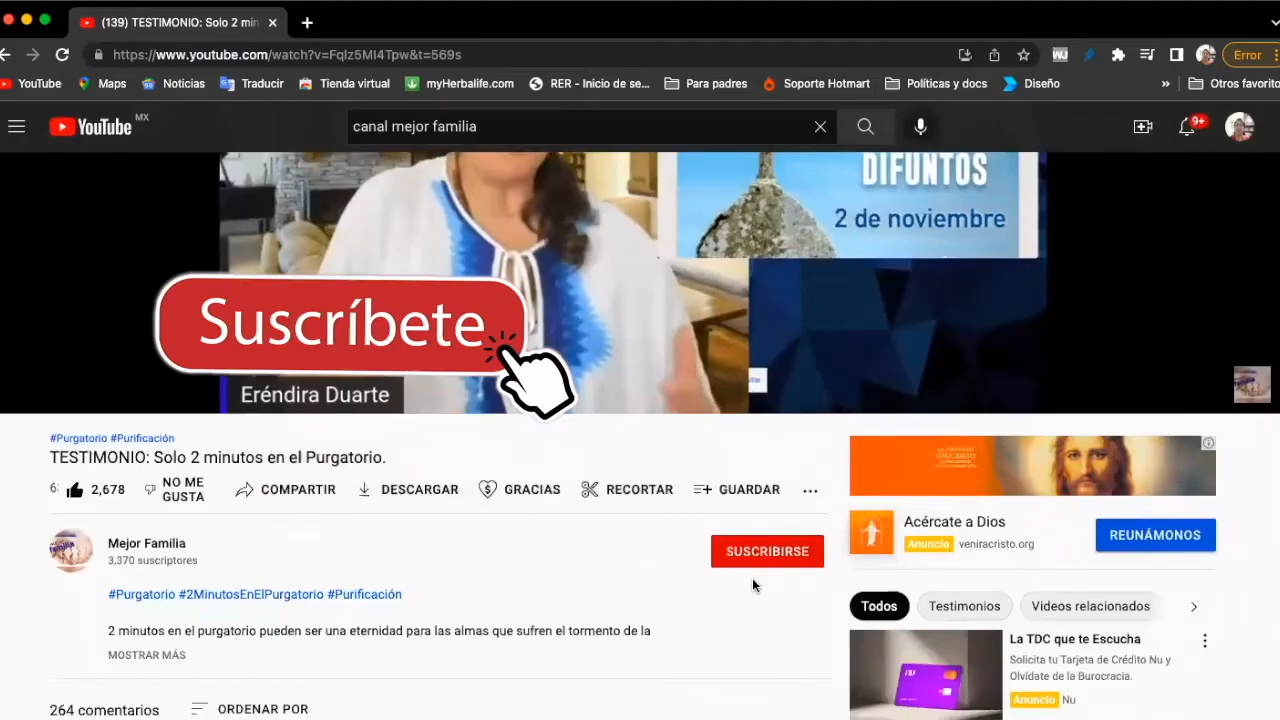 (139) TESTIMONIO: Solo 2 min
https://www.youtube.com/watch?v=FqIz5MI4Tpw&t=569s
Error
YouTube
Maps
Noticias
Traducir
Tienda virtual
myHerbalife.com
RER - Inicio de se...
Para padres
Soporte Hotmart
Políticas y docs
Diseño
»
Otros favorito
YouTube MX
canal mejor familia
9+
DIFUNTOS
2 de noviembre
Suscríbete
Eréndira Duarte
#Purgatorio #Purificación
TESTIMONIO: Solo 2 minutos en el Purgatorio.
2,678
NO ME
GUSTA
COMPARTIR
DESCARGAR
GRACIAS
RECORTAR
GUARDAR
Mejor Familia
3,370 suscriptores
SUSCRIBIRSE
#Purgatorio #2MinutosEnElPurgatorio #Purificación
2 minutos en el purgatorio pueden ser una eternidad para las almas que sufren el tormento de la
MOSTRAR MÁS
264 comentarios
ORDENAR POR
Acércate a Dios
Anuncio veniracristo.org
REUNÁMONOS
Todos
Testimonios
Videos relacionados
La TDC que te Escucha
Solicita tu Tarjeta de Crédito Nu y
Olvídate de la Burocracia.
Anuncio Nu